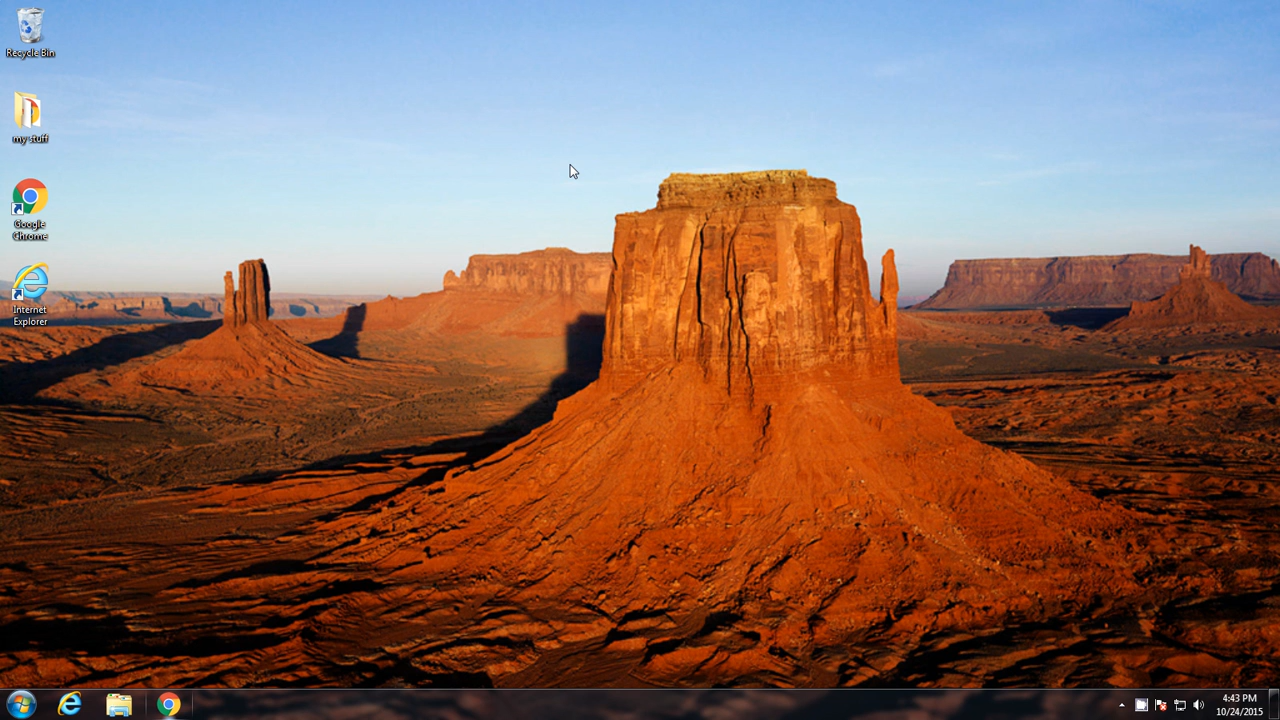 Recycle Bin
my stuff
Google
Chrome
Internet
Explorer
4:43 PM
10/24/2015